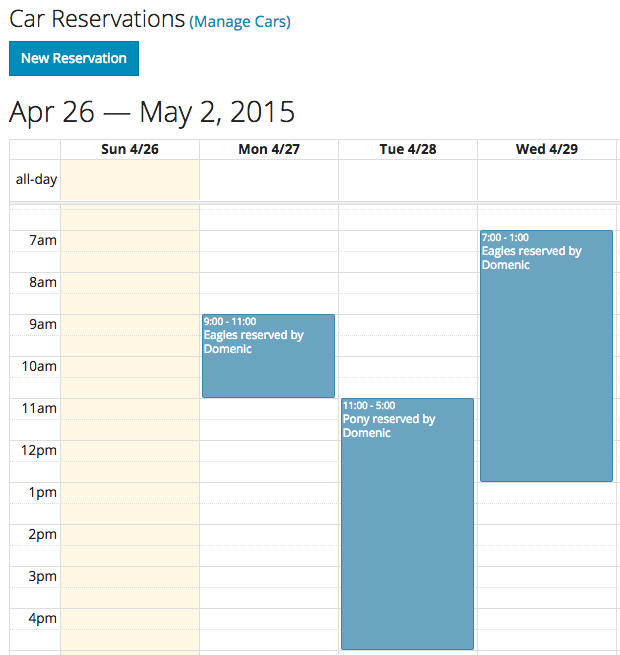 Car Reservations (Manage Cars)
New Reservation
Apr 26 — May 2, 2015
Sun 4/26 Mon 4/27 Tue 4/28 Wed 4/29
all-day
7am
7:00 - 1:00
Eagles reserved by
Domenic
8am
9am
9:00 - 11:00
Eagles reserved by
Domenic
10am
11am
11:00 - 5:00
Pony reserved by
Domenic
12pm
1pm
2pm
3pm
4pm